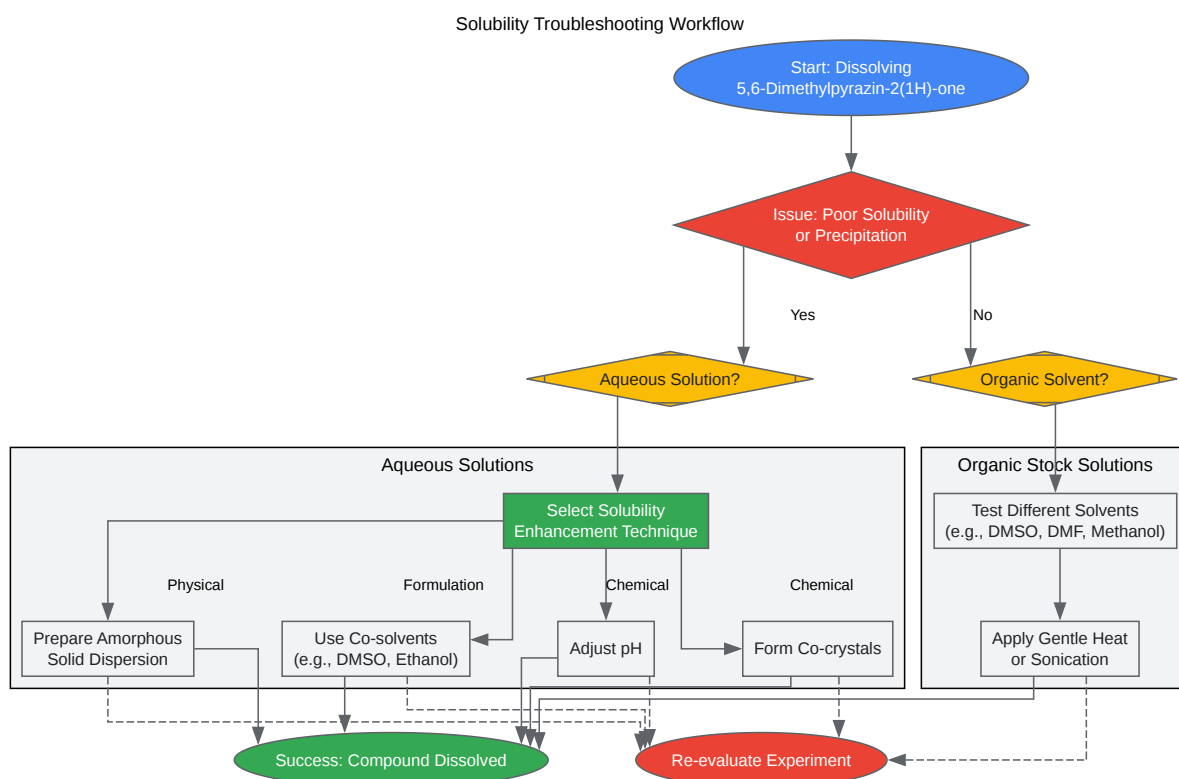 Solubility Troubleshooting Workflow
Start: Dissolving
5,6-Dimethylpyrazin-2(1H)-one
Issue: Poor Solubility
or Precipitation
Yes
No
Aqueous Solution?
Organic Solvent?
Aqueous Solutions
Organic Stock Solutions
Select Solubility
Enhancement Technique
Test Different Solvents
(e.g., DMSO, DMF, Methanol)
Physical
Formulation
Chemical
Chemical
Prepare Amorphous
Solid Dispersion
Use Co-solvents
(e.g., DMSO, Ethanol)
Adjust pH
Form Co-crystals
Apply Gentle Heat
or Sonication
Success: Compound Dissolved
Re-evaluate Experiment